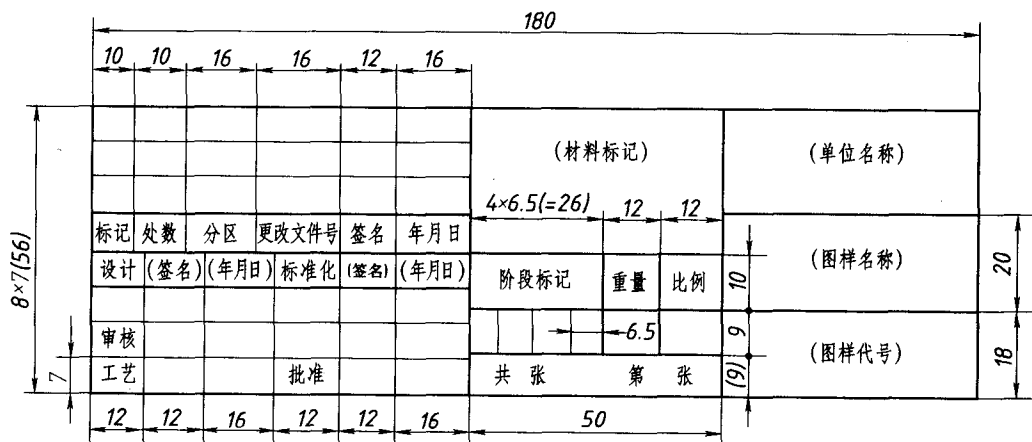 180
10 10 16 16 12 16
(材料标记) (单位名称)
4×6.5(=26) 12 12
标记 处数 分区 更改文件号 签名 年月日
设计 (签名) (年月日) 标准化 (签名) (年月日) 阶段标记 重量 比例 10 (图样名称) 20
8×7(56)
6.5 9
审核 (图样代号) 18
7 工艺 批准 共 张 第 张 (9)
12 12 16 12 12 16 50